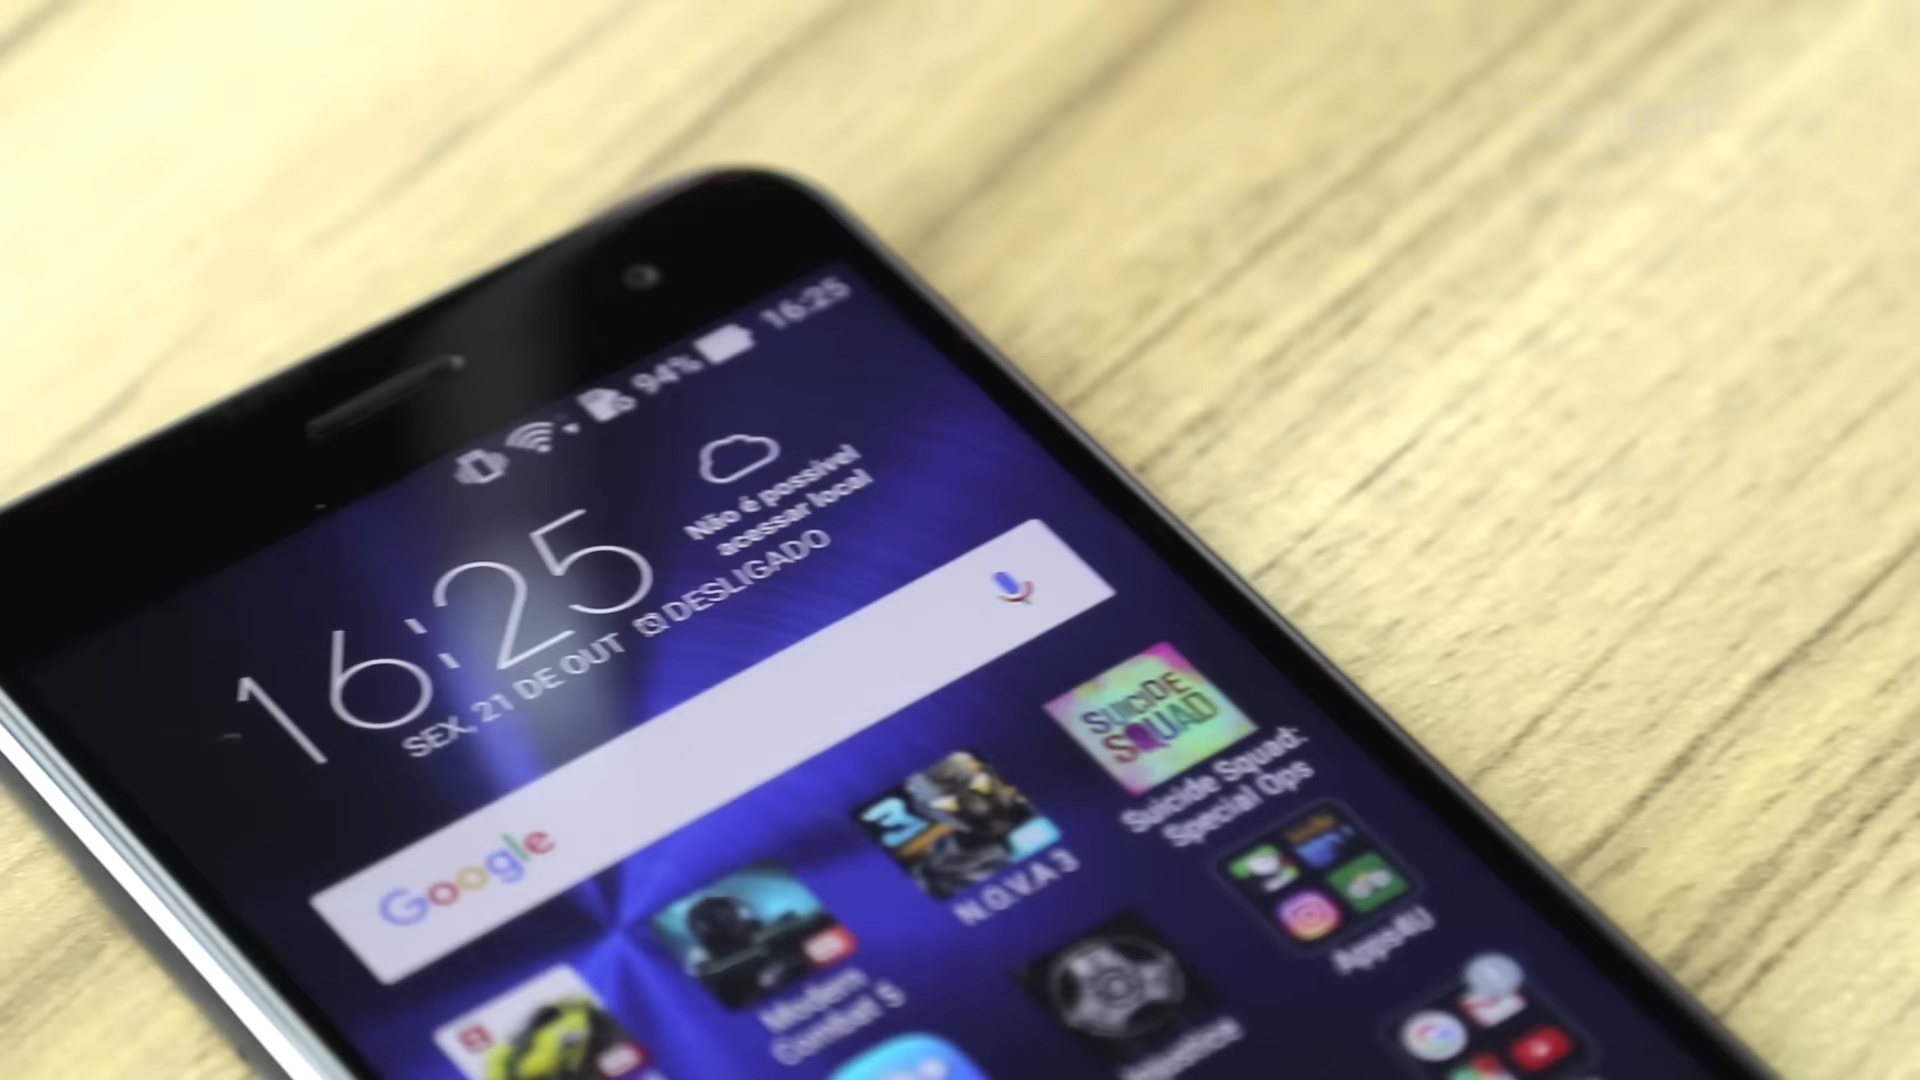 94% 16:25
16:25
Não é possível
acessar local
SEX, 21 DE OUT DESLIGADO
Google
SUICIDE
SQUAD
Suicide Squad:
Special Ops
3
N.O.V.A 3
Modern
Combat 5
Apps4U